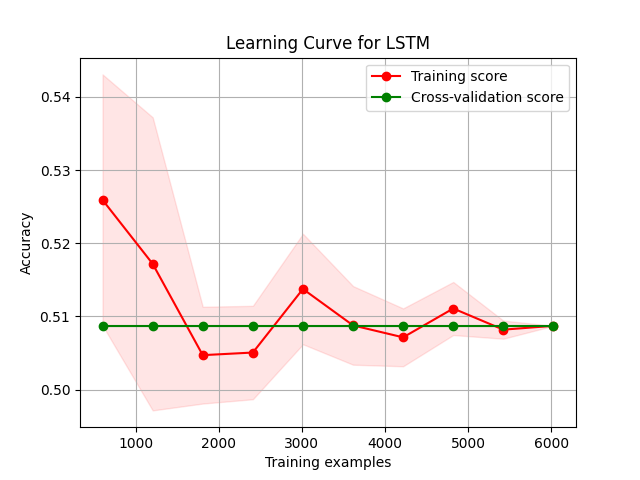 Learning Curve for LSTM
Training score
Cross-validation score
0.54
0.53
0.52
0.51
0.50
Accuracy
1000 2000 3000 4000 5000 6000
Training examples